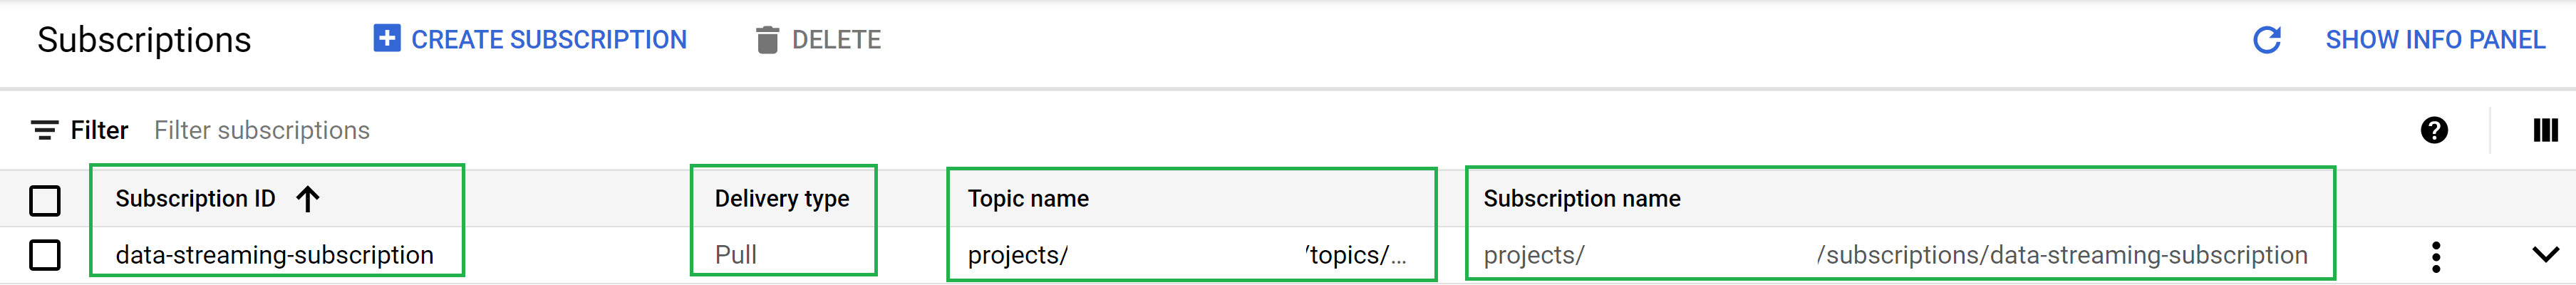 Subscriptions CREATE SUBSCRIPTION DELETE SHOW INFO PANEL
Filter Filter subscriptions
Subscription ID Delivery type Topic name Subscription name
data-streaming-subscription Pull projects/ /topics/... projects/ /subscriptions/data-streaming-subscription